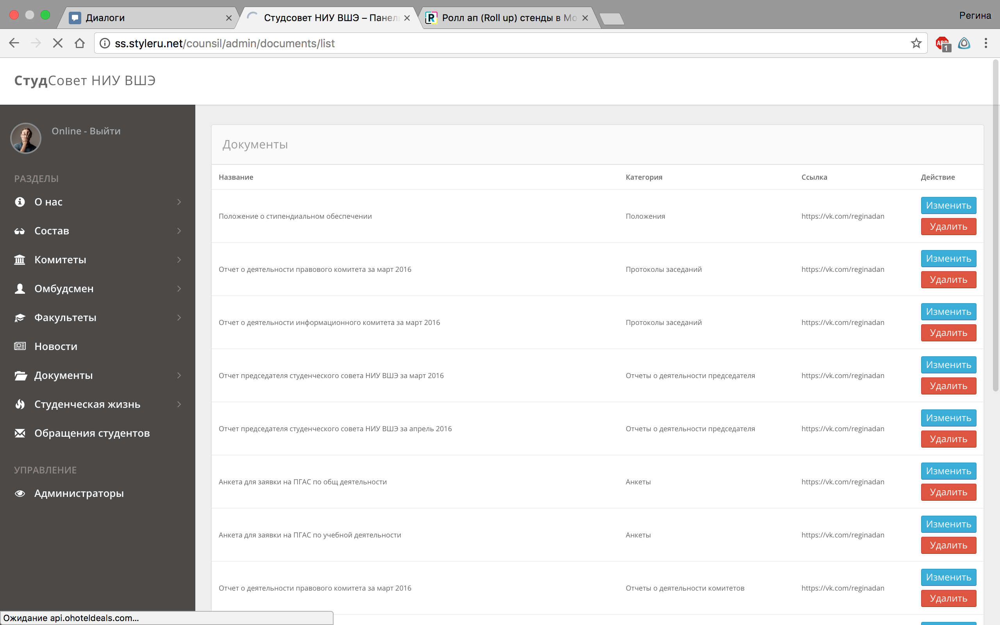 Диалоги
Студсовет НИУ ВШЭ – Панель
Ролл ап (Roll up) стенды в Мо
Регина
ss.styleru.net/counsil/admin/documents/list
ABP
1
СтудСовет НИУ ВШЭ
Online - Выйти
РАЗДЕЛЫ
О нас
Состав
Комитеты
Омбудсмен
Факультеты
Новости
Документы
Студенческая жизнь
Обращения студентов
УПРАВЛЕНИЕ
Администраторы
Документы
Название Категория Ссылка Действие
Положение о стипендиальном обеспечении Положения https://vk.com/reginadan Изменить
Удалить
Отчет о деятельности правового комитета за март 2016 Протоколы заседаний https://vk.com/reginadan Изменить
Удалить
Отчет о деятельности информационного комитета за март 2016 Протоколы заседаний https://vk.com/reginadan Изменить
Удалить
Отчет председателя студенческого совета НИУ ВШЭ за март 2016 Отчеты о деятельности председателя https://vk.com/reginadan Изменить
Удалить
Отчет председателя студенческого совета НИУ ВШЭ за апрель 2016 Отчеты о деятельности председателя https://vk.com/reginadan Изменить
Удалить
Анкета для заявки на ПГАС по общ деятельности Анкеты https://vk.com/reginadan Изменить
Удалить
Анкета для заявки на ПГАС по учебной деятельности Анкеты https://vk.com/reginadan Изменить
Удалить
Отчет о деятельности правового комитета за март 2016 Отчеты о деятельности комитетов https://vk.com/reginadan Изменить
Удалить
Ожидание api.ohoteldeals.com...